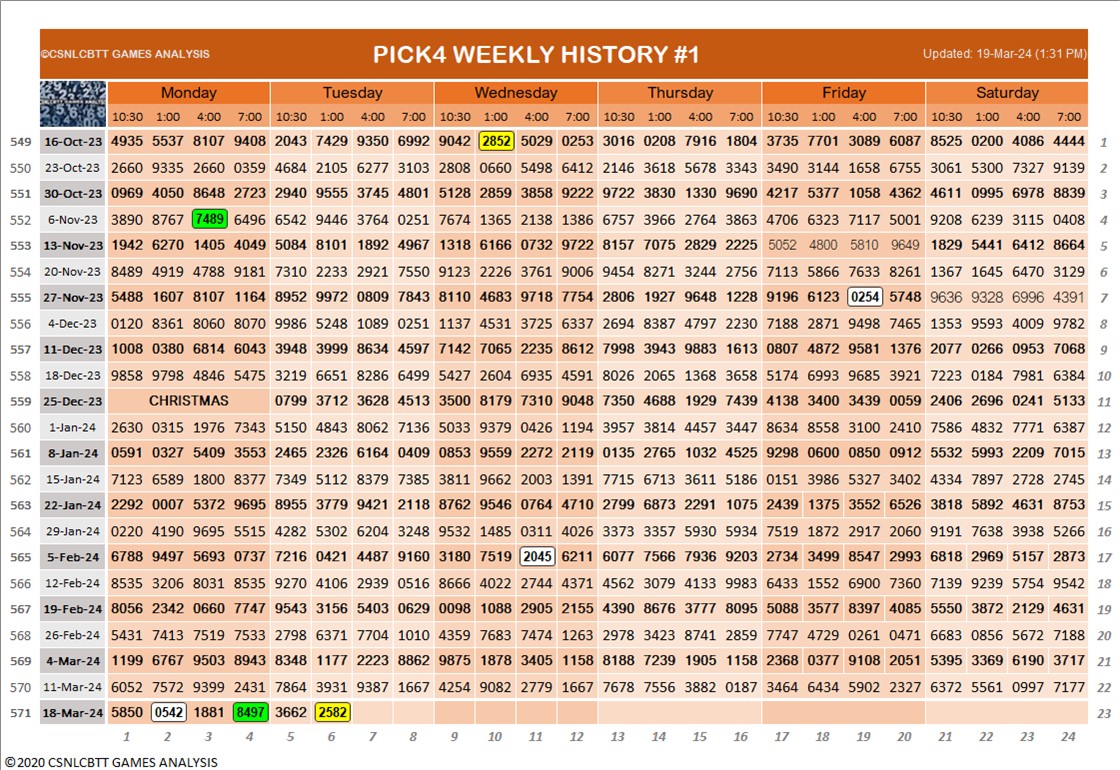 ©CSNLCBTT GAMES ANALYSIS PICK4 WEEKLY HISTORY #1 Updated: 19-Mar-24 (1:31 PM)
Monday Tuesday Wednesday Thursday Friday Saturday
10:30 1:00 4:00 7:00 10:30 1:00 4:00 8:00 10:30 1:00 4:00 7:00 10:30 1:00 4:00 7:00 10:30 1:00 4:00 7:00 10:30 1:00 4:00 7:00
549 16-Oct-23 4935 5537 8107 9408 2043 7429 9350 6992 9042 2852 5029 0253 3016 0208 7916 1804 3735 7701 3089 6087 8525 0200 4086 4444 1
550 23-Oct-23 2660 9335 2660 0359 4684 2105 6277 3103 2808 0660 5498 6412 2146 3618 5678 3343 3490 3144 1658 6755 3061 5300 7327 9139 2
551 30-Oct-23 0969 4050 8648 2723 2940 9555 3745 4801 5128 2859 3858 9222 9722 3830 1330 9690 4217 5377 1058 4362 4611 0995 6978 8839 3
552 6-Nov-23 3890 8767 7489 6496 6542 9446 3764 0251 7674 1365 2138 1386 6757 3966 2764 3863 4706 6323 7117 5001 9208 6239 3115 0408 4
553 13-Nov-23 1942 6270 1405 4049 5084 8101 1892 4967 1318 6166 0732 9722 8157 7075 2829 2225 5052 4800 5810 9649 1829 5441 6412 8664 5
554 20-Nov-23 8489 4919 4788 9181 7310 2233 2921 7550 9123 2226 3761 9006 9454 8271 3244 2756 7113 5866 7633 8261 1367 1645 6470 3129 6
555 27-Nov-23 5488 1607 8107 1164 8952 9972 0809 7843 8110 4683 9718 7754 2806 1927 9648 1228 9196 6123 0254 5748 9636 9328 6996 4391 7
556 4-Dec-23 0120 8361 8060 8070 9986 5248 1089 0251 1137 4531 3725 6337 2694 8387 4797 2230 7188 2871 9498 7465 1353 9593 4009 9782 8
557 11-Dec-23 1008 0380 6814 6043 3948 3999 8634 4597 7142 7065 2235 8612 7998 3943 9883 1613 0807 4872 9581 1376 2077 0266 0953 7068 9
558 18-Dec-23 9858 9798 4846 5475 3219 6651 8286 6499 5427 2604 6935 4591 8026 2065 1368 3658 5174 6993 9685 3921 7223 0184 7981 6384 10
559 25-Dec-23 CHRISTMAS 0799 3712 3628 4513 3500 8179 7310 9048 7350 4688 1929 7439 4138 3400 3439 0059 2406 2696 0241 5133 11
560 1-Jan-24 2630 0315 1976 7343 5150 4843 8062 7136 5033 9379 0426 1194 3957 3814 4457 3447 8634 8558 3100 2410 7586 4832 7771 6387 12
561 8-Jan-24 0591 0327 5409 3553 2465 2326 6164 0409 0853 9559 2272 2119 0135 2765 1032 4525 9298 0600 0850 0912 5532 5993 2209 7015 13
562 15-Jan-24 7123 6589 1800 8377 7349 5112 8379 7385 3811 9662 2003 1391 7715 6713 3611 5186 0151 3986 5327 3402 4334 7897 2728 2745 14
563 22-Jan-24 2292 0007 5372 9695 8955 3779 9421 2118 8762 9546 0764 4710 2799 6873 2291 1075 2439 1375 3552 6526 3818 5892 4631 8753 15
564 29-Jan-24 0220 4190 9695 5515 4282 5302 6204 3248 9532 1485 0311 4026 3373 3357 5930 5934 7519 1872 2917 2060 9191 7638 3938 5266 16
565 5-Feb-24 6788 9497 5693 0737 7216 0421 4487 9160 3180 7519 2045 6211 6077 7566 7936 9203 2734 3499 8547 2993 6818 2969 5157 2873 17
566 12-Feb-24 8535 3206 8031 8535 9270 4106 2939 0516 8666 4022 2744 4371 4562 3079 4133 9983 6433 1552 6900 7360 7139 9239 5754 9542 18
567 19-Feb-24 8056 2342 0660 7747 9543 3156 5403 0629 0098 1088 2905 2155 4390 8676 3777 8095 5088 3577 8397 4085 5550 3872 2129 4631 19
568 26-Feb-24 5431 7413 7519 7533 2798 6371 7704 1010 4359 7683 7474 1263 2978 3423 8741 2859 7747 4729 0261 0471 6683 0856 5672 7188 20
569 4-Mar-24 1199 6767 9503 8943 8348 1177 2223 8862 9875 1878 3405 1158 8188 7239 1905 1158 2368 0377 9108 2051 5395 3369 6190 3717 21
570 11-Mar-24 6052 7572 9399 2431 7864 3931 9387 1667 4254 9082 2779 1667 7678 7556 3882 0187 3464 6434 5902 2327 6372 5561 0997 7177 22
571 18-Mar-24 5850 0542 1881 8497 3662 2582 23
1 2 3 4 5 6 7 8 9 10 11 12 13 14 15 16 17 18 19 20 21 22 23 24
©2020 CSNLCBTT GAMES ANALYSIS